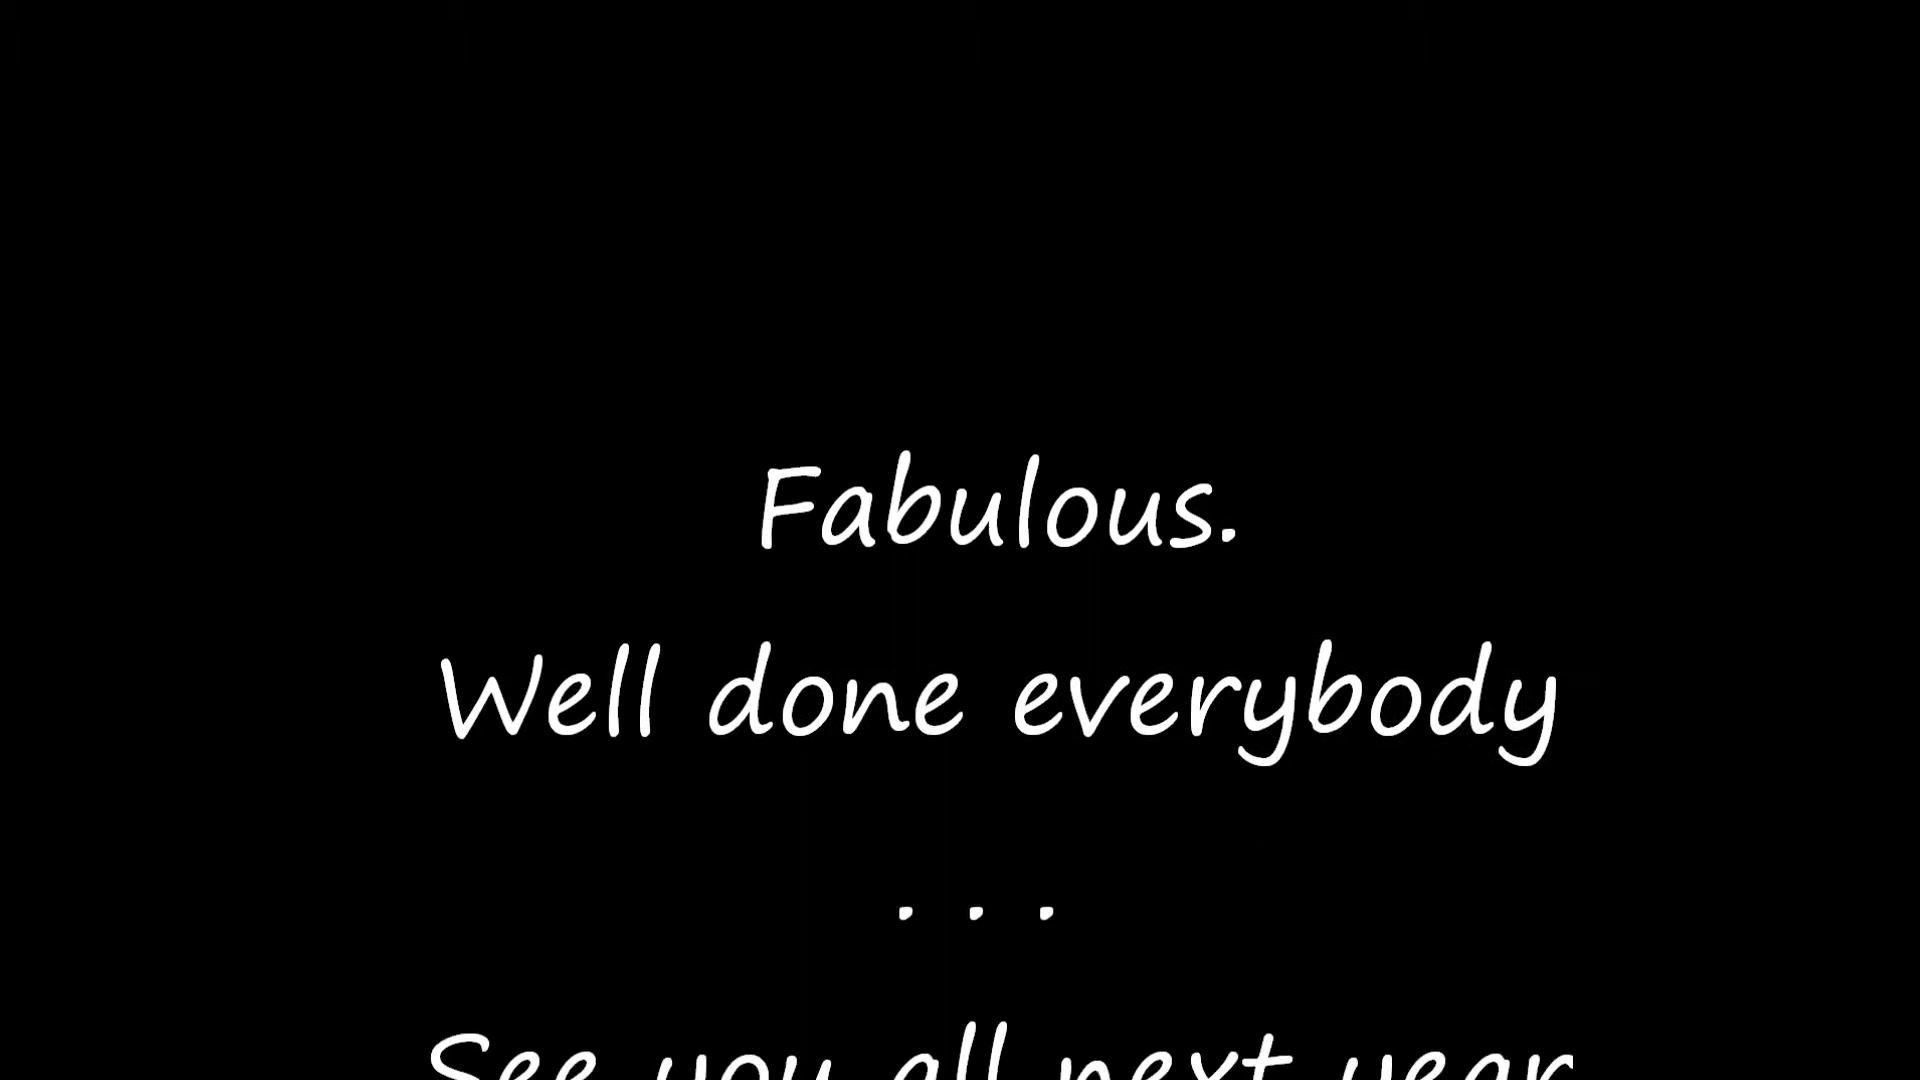 Fabulous.
Well done everybody
. . .
See you all next year